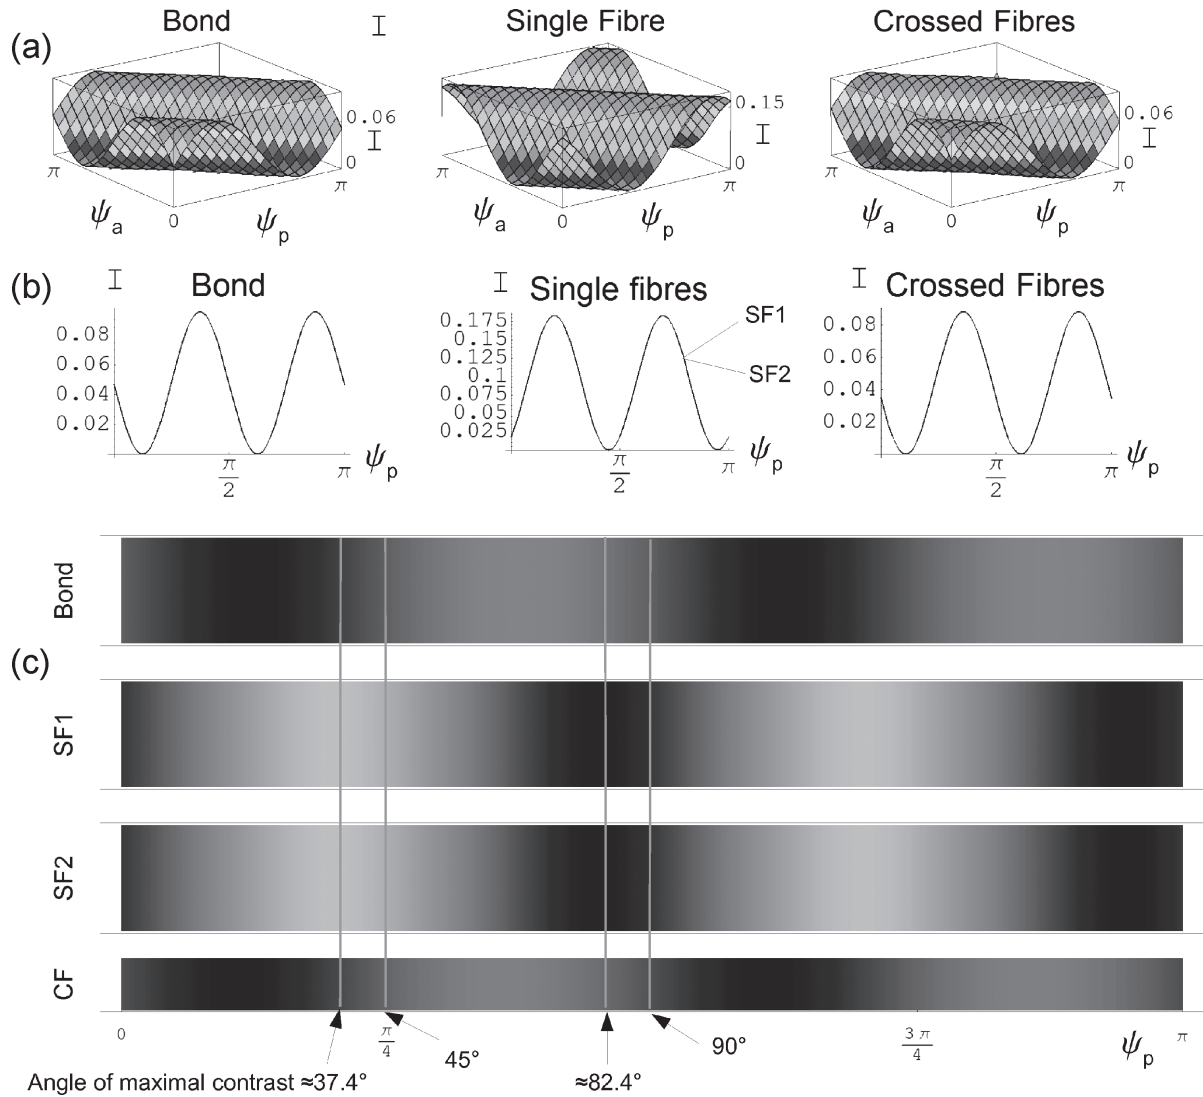 (a)
Bond
Single Fibre
Crossed Fibres
I
0.06
I
0
π
π
ψa
0
ψp
0.15
I
0
π
π
ψa
0
ψp
0.06
I
0
π
π
ψa
0
ψp
(b)
I
Bond
0.08
0.06
0.04
0.02
π/2
π
ψp
I
Single fibres
0.175
0.15
0.125
0.1
0.075
0.05
0.025
SF1
SF2
π/2
π
ψp
I
Crossed Fibres
0.08
0.06
0.04
0.02
π/2
π
ψp
(c)
Bond
SF1
SF2
CF
0
π/4
3 π/4
ψp
π
45°
90°
Angle of maximal contrast ≈37.4°
≈82.4°